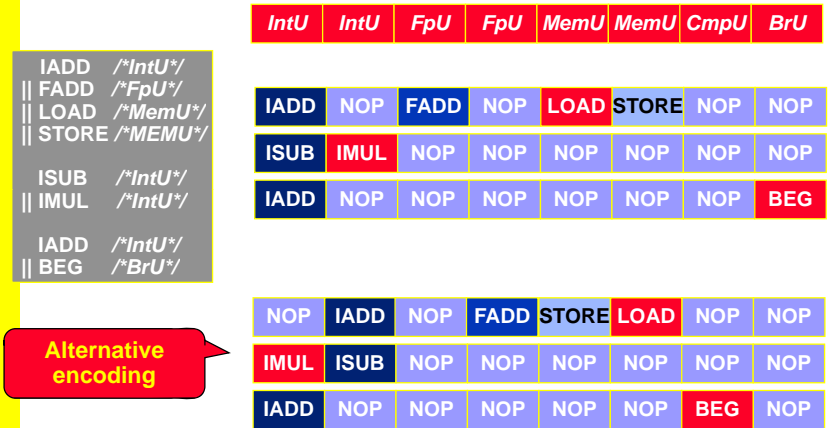 IntU IntU FpU FpU MemU MemU CmpU BrU
IADD /*IntU*/
|| FADD /*FpU*/
|| LOAD /*MemU*/
|| STORE /*MEMU*/
ISUB /*IntU*/
|| IMUL /*IntU*/
IADD /*IntU*/
|| BEG /*BrU*/
IADD NOP FADD NOP LOAD STORE NOP NOP
ISUB IMUL NOP NOP NOP NOP NOP NOP
IADD NOP NOP NOP NOP NOP NOP BEG
Alternative
encoding
NOP IADD NOP FADD STORE LOAD NOP NOP
IMUL ISUB NOP NOP NOP NOP NOP NOP
IADD NOP NOP NOP NOP NOP BEG NOP